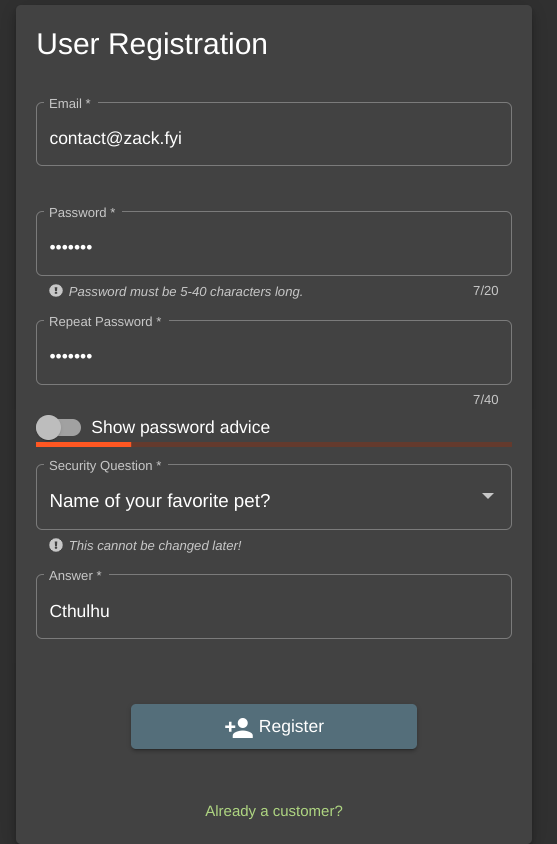 User Registration
Email *
contact@zack.fyi
Password *
•••••••
Password must be 5-40 characters long.
7/20
Repeat Password *
•••••••
7/40
Show password advice
Security Question *
Name of your favorite pet?
This cannot be changed later!
Answer *
Cthulhu
Register
Already a customer?